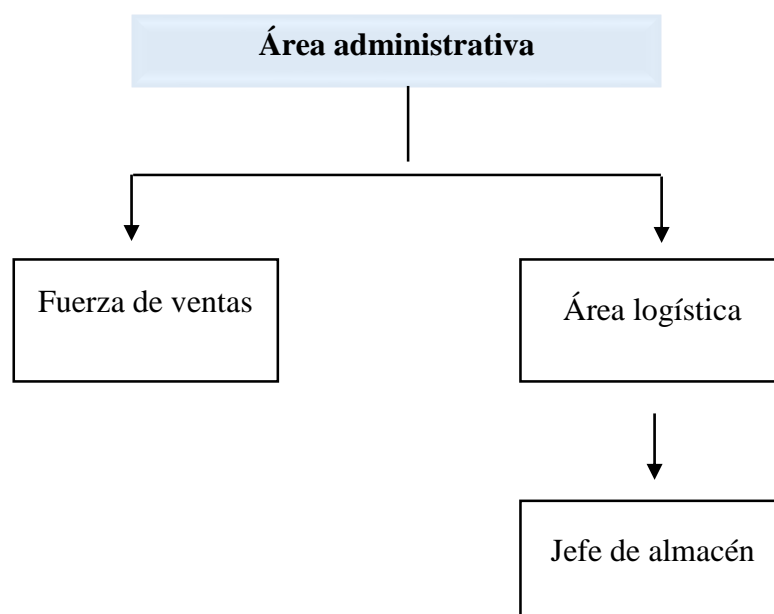 Área administrativa
Fuerza de ventas
Área logística
Jefe de almacén